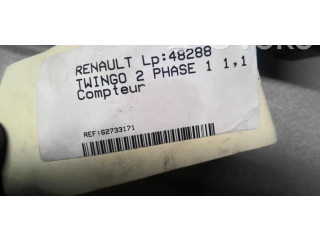 RENAULT Lp:48288
TWINGO 2 PHASE 1 1,1
Compteur
REF:62733171